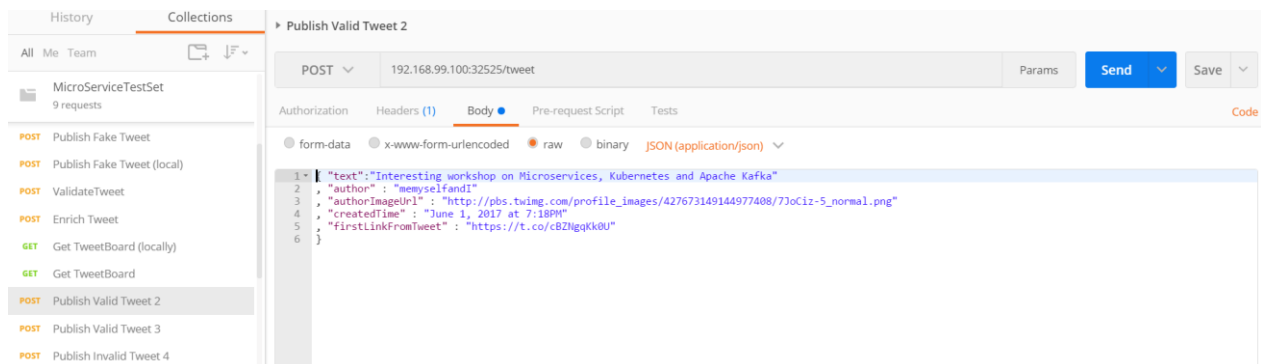 History Collections
All Me Team
MicroServiceTestSet
9 requests
POST Publish Fake Tweet
POST Publish Fake Tweet (local)
POST ValidateTweet
POST Enrich Tweet
GET Get TweetBoard (locally)
GET Get TweetBoard
POST Publish Valid Tweet 2
POST Publish Valid Tweet 3
POST Publish Invalid Tweet 4
Publish Valid Tweet 2
POST 192.168.99.100:32525/tweet Params Send Save
Authorization Headers (1) Body Pre-request Script Tests Code
form-data x-www-form-urlencoded raw binary JSON (application/json)
1 { "text":"Interesting workshop on Microservices, Kubernetes and Apache Kafka"
2 , "author" : "memyselfandI"
3 , "authorImageUrl" : "http://pbs.twimg.com/profile_images/427673149144977408/7JoCiz-5_normal.png"
4 , "createdTime" : "June 1, 2017 at 7:18PM"
5 , "firstLinkFromTweet" : "https://t.co/cBZNgqKk0U"
6 }